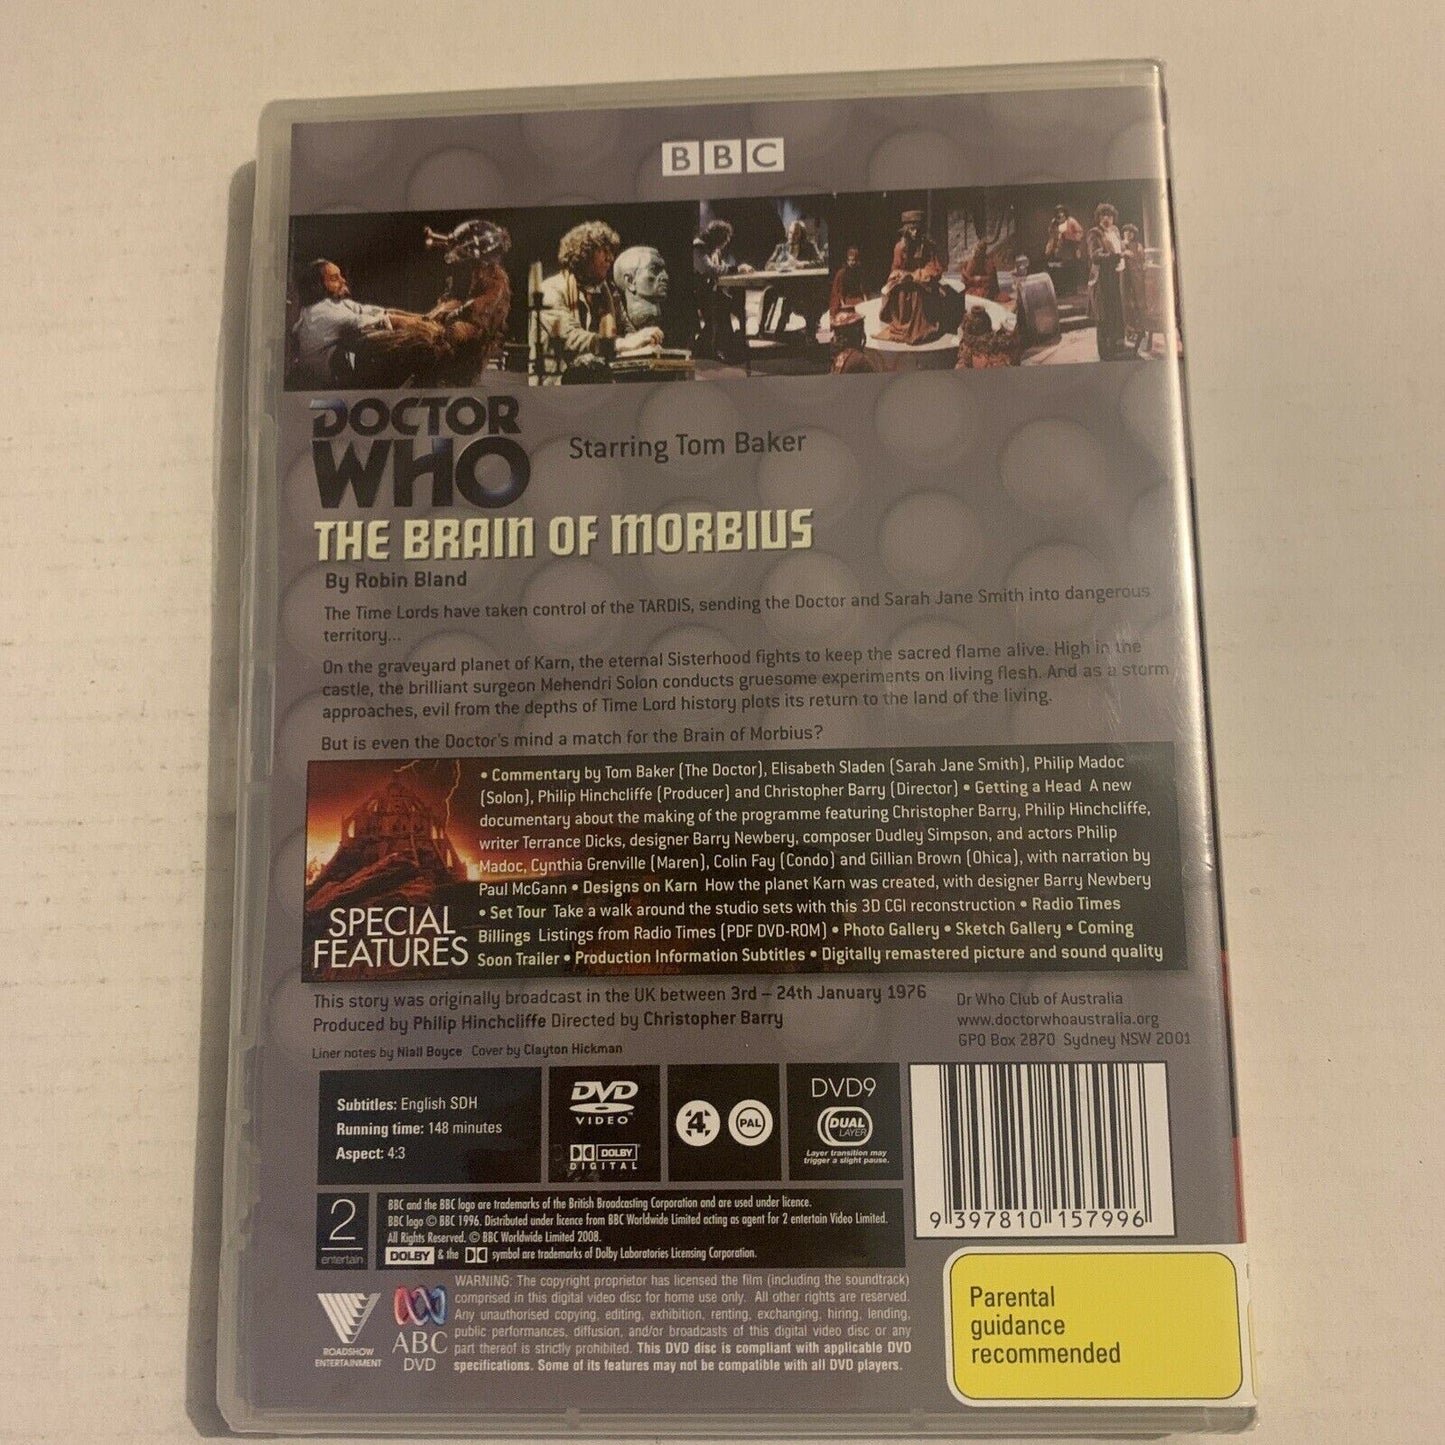 BBC
DOCTOR
WHO
Starring Tom Baker
THE BRAIN OF MORBIUS
By Robin Bland
The Time Lords have taken control of the TARDIS, sending the Doctor and Sarah Jane Smith into dangerous
territory...
On the graveyard planet of Karn, the eternal Sisterhood fights to keep the sacred flame alive. High in the
castle, the brilliant surgeon Mehendri Solon conducts gruesome experiments on living flesh. And as a storm
approaches, evil from the depths of Time Lord history plots its return to the land of the living.
But is even the Doctor's mind a match for the Brain of Morbius?
SPECIAL
FEATURES
• Commentary by Tom Baker (The Doctor), Elisabeth Sladen (Sarah Jane Smith), Philip Madoc
(Solon), Philip Hinchcliffe (Producer) and Christopher Barry (Director) • Getting a Head A new
documentary about the making of the programme featuring Christopher Barry, Philip Hinchcliffe,
writer Terrance Dicks, designer Barry Newbery, composer Dudley Simpson, and actors Philip
Madoc, Cynthia Grenville (Maren), Colin Fay (Condo) and Gillian Brown (Ohica), with narration by
Paul McGann • Designs on Karn How the planet Karn was created, with designer Barry Newbery
• Set Tour Take a walk around the studio sets with this 3D CGI reconstruction • Radio Times
Billings Listings from Radio Times (PDF DVD-ROM) • Photo Gallery • Sketch Gallery • Coming
Soon Trailer • Production Information Subtitles • Digitally remastered picture and sound quality
This story was originally broadcast in the UK between 3rd – 24th January 1976
Produced by Philip Hinchcliffe Directed by Christopher Barry
Liner notes by Niall Boyce Cover by Clayton Hickman
Dr Who Club of Australia
www.doctorwhoaustralia.org
GPO Box 2870 Sydney NSW 2001
Subtitles: English SDH
Running time: 148 minutes
Aspect: 4:3
DVD
VIDEO™
DOLBY
DIGITAL
4
PAL
DVD9
DUAL
LAYER
Layer transition may
trigger a slight pause.
9 397810 157996
2
entertain
BBC and the BBC logo are trademarks of the British Broadcasting Corporation and are used under licence.
BBC logo © BBC 1996. Distributed under licence from BBC Worldwide Limited acting as agent for 2 entertain Video Limited.
All Rights Reserved. © BBC Worldwide Limited 2008.
DOLBY & the symbol are trademarks of Dolby Laboratories Licensing Corporation.
ROADSHOW
ENTERTAINMENT
ABC
DVD
WARNING: The copyright proprietor has licensed the film (including the soundtrack)
comprised in this digital video disc for home use only. All other rights are reserved.
Any unauthorised copying, editing, exhibition, renting, exchanging, hiring, lending,
public performances, diffusion, and/or broadcasts of this digital video disc or any
part thereof is strictly prohibited. This DVD disc is compliant with applicable DVD
specifications. Some of its features may not be compatible with all DVD players.
Parental
guidance
recommended